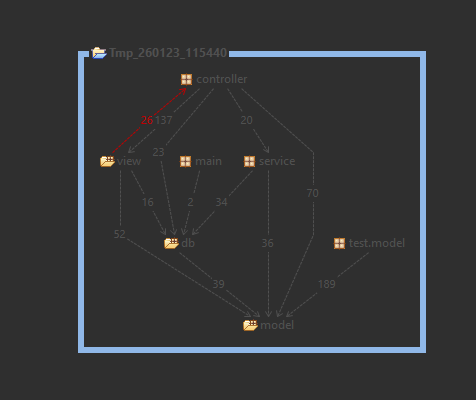 Tmp_260123_115440
controller
26 137
20
23
view
main
service
70
16
2
34
52
db
36
test.model
39
189
model